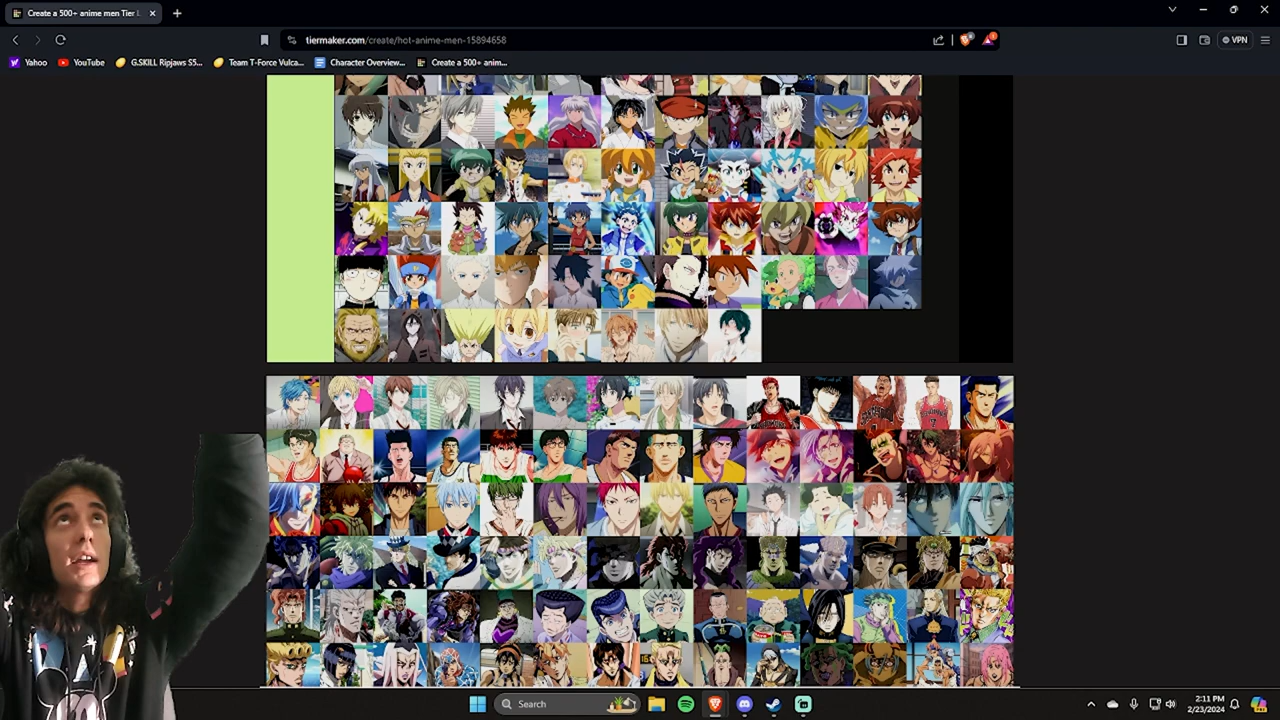 Create a 500+ anime men Tier l
tiermaker.com/create/hot-anime-men-15894658
VPN
Yahoo YouTube G.SKILL Ripjaws S5... Team T-Force Vulca... Character Overview... Create a 500+ anim...
Search
2:11 PM
2/23/2024